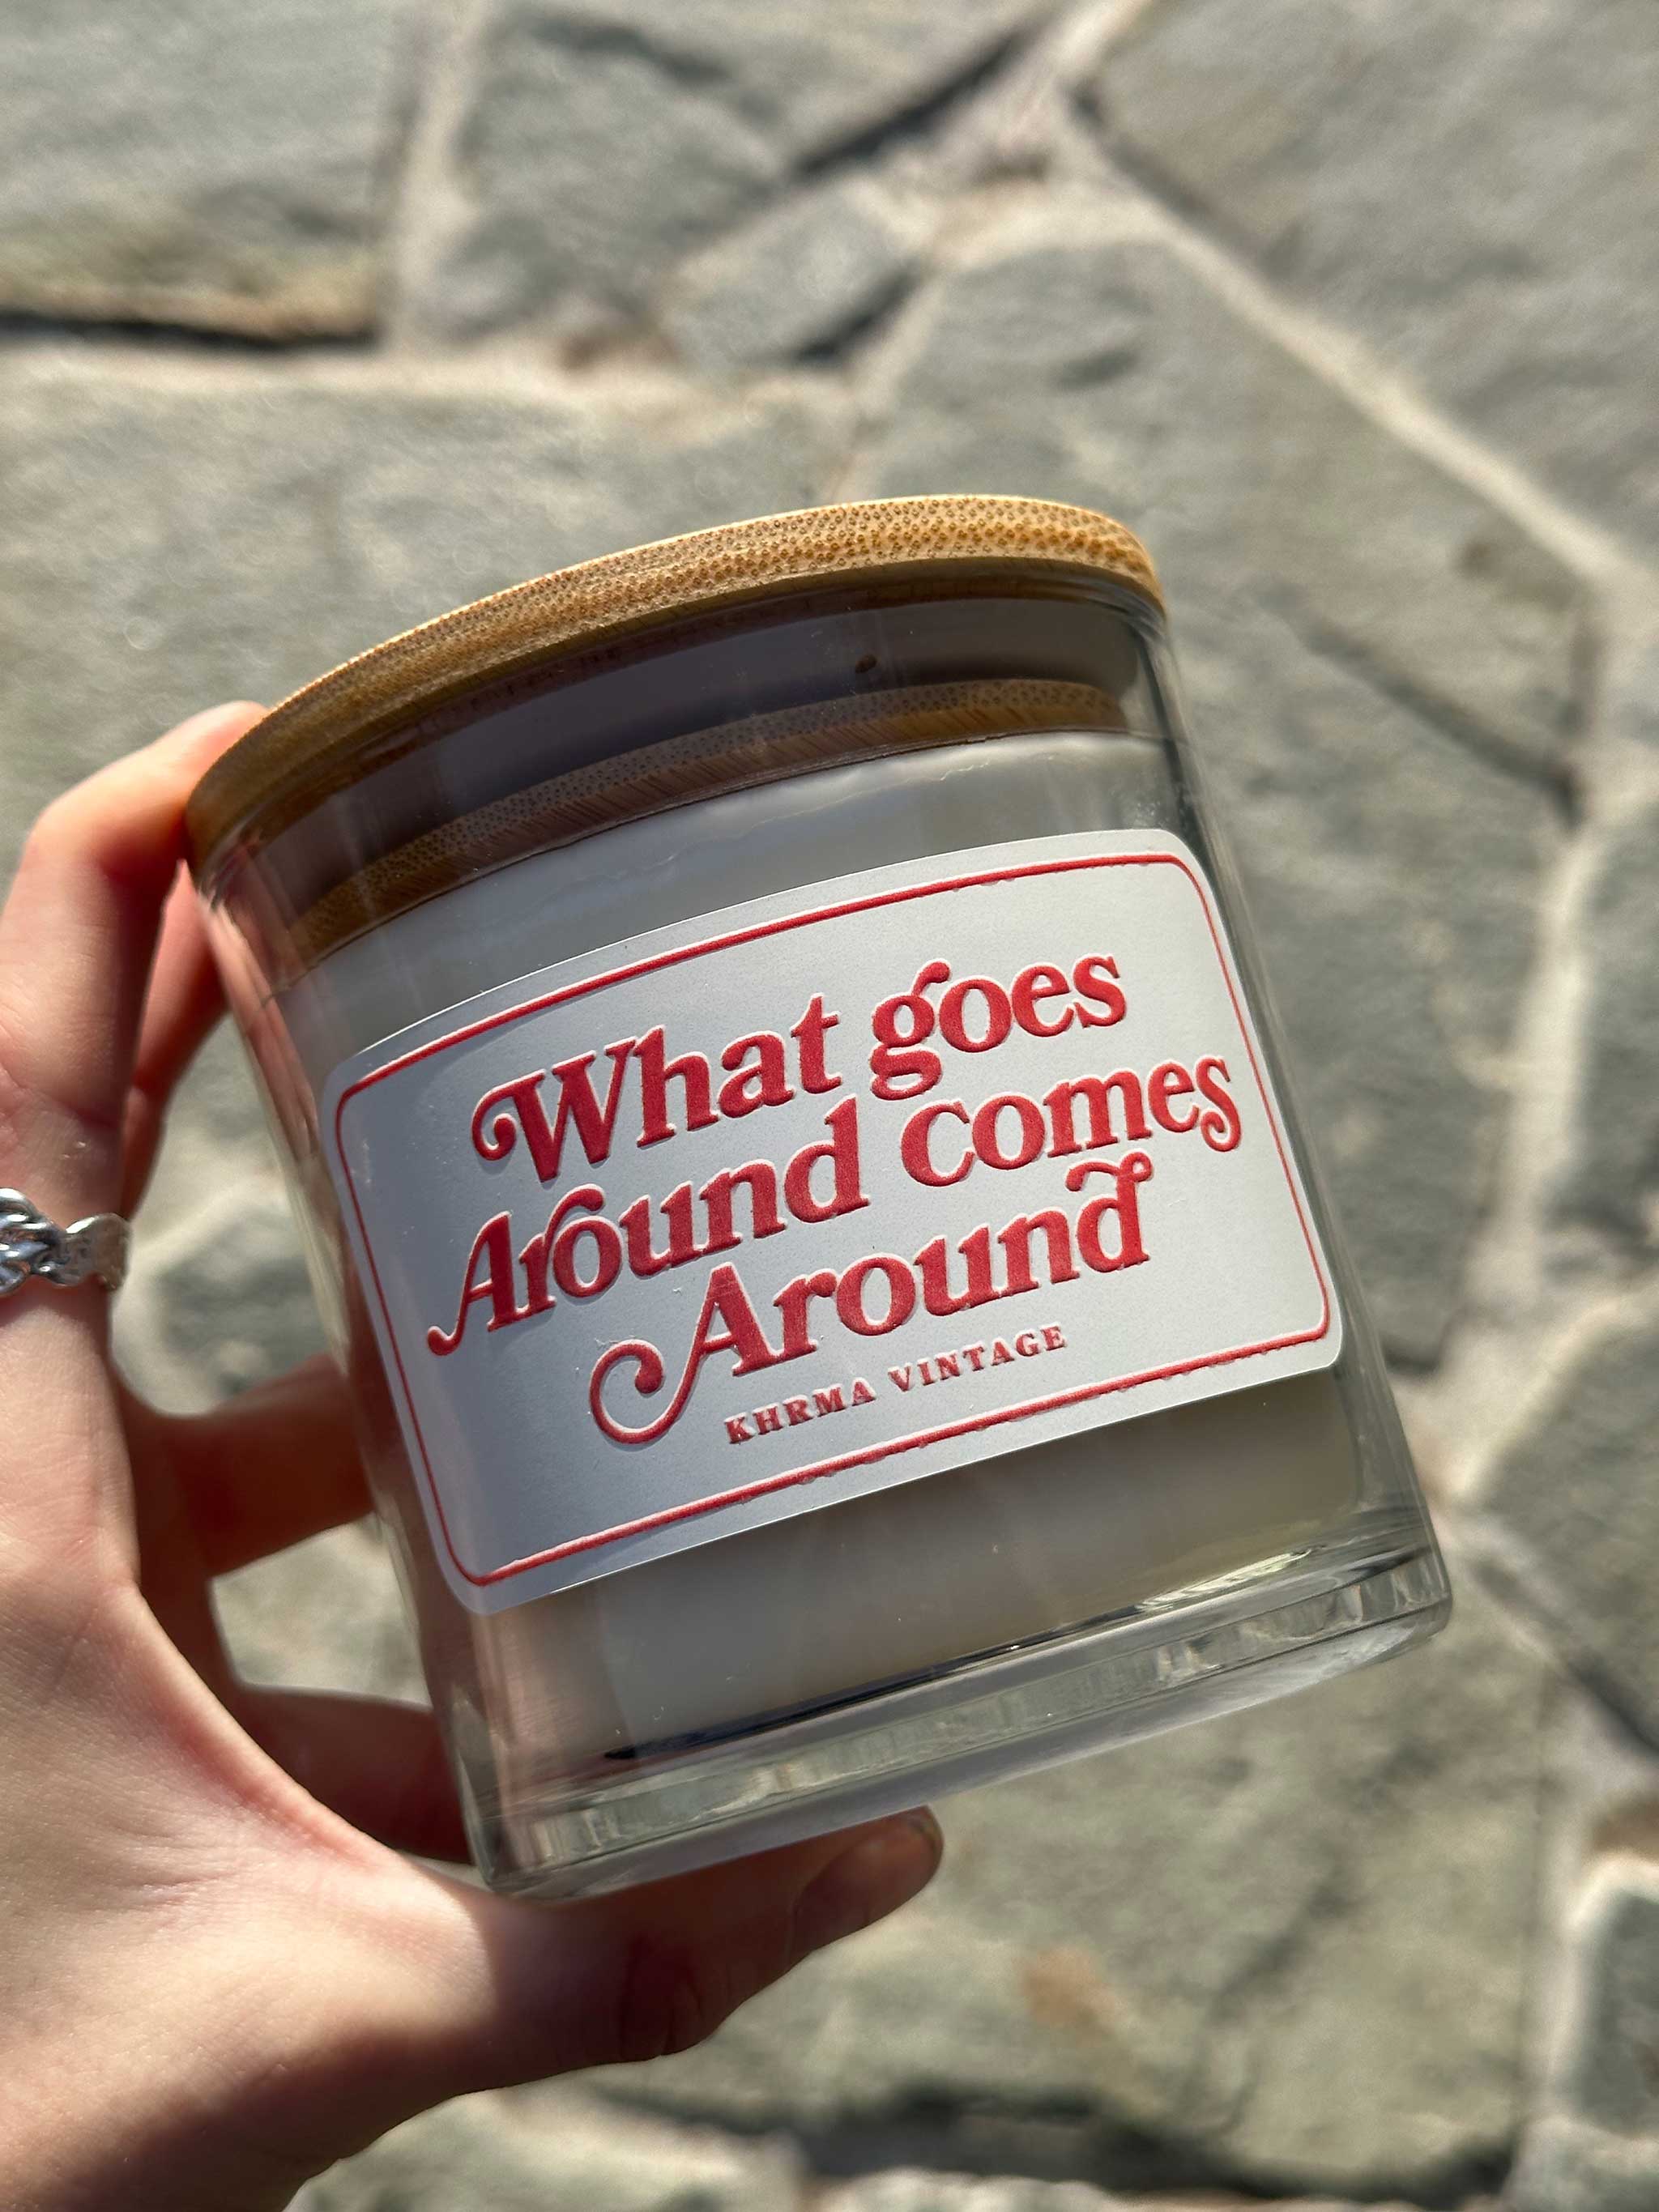 What goes
Around comes
Around
KHRMA VINTAGE